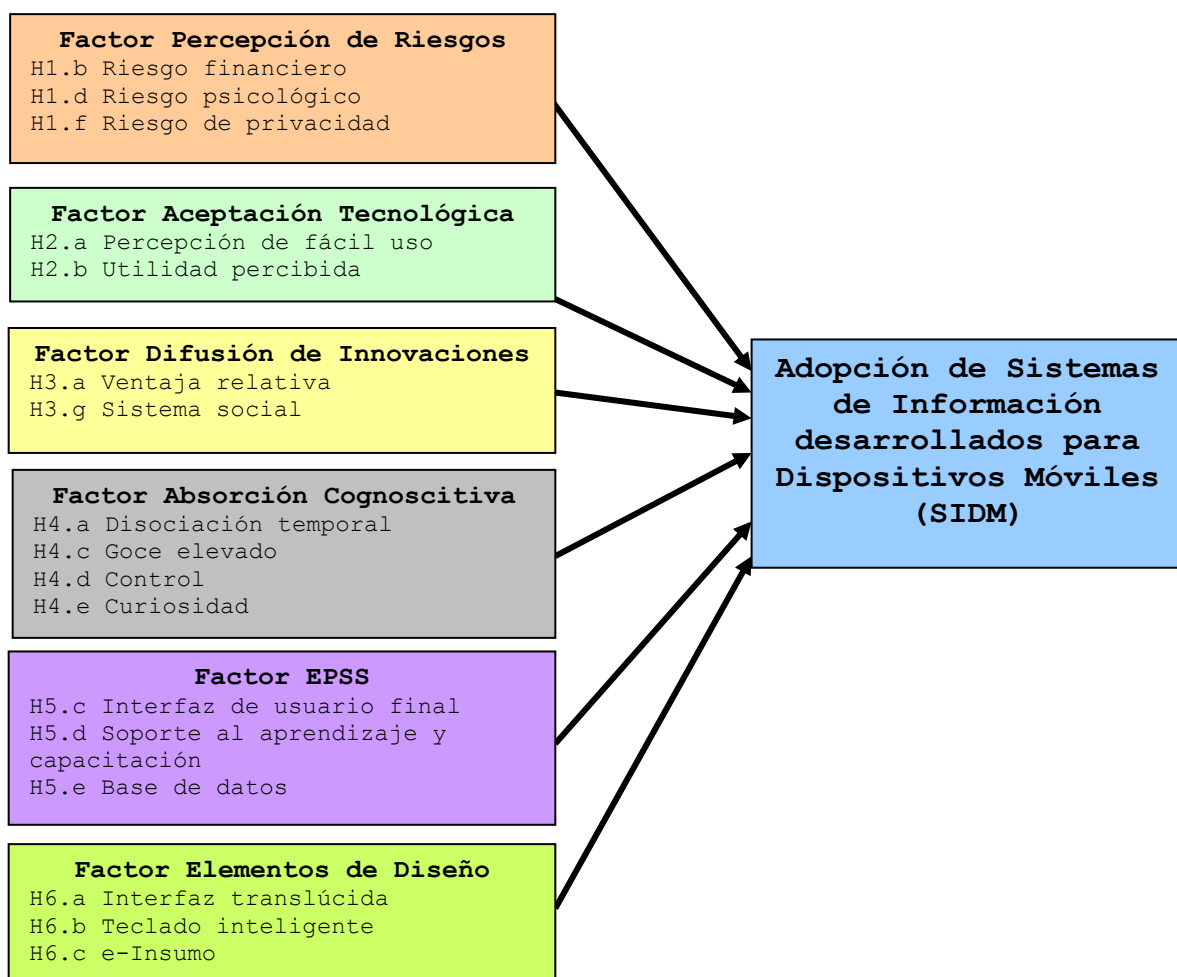 Factor Percepción de Riesgos
H1.b Riesgo financiero
H1.d Riesgo psicológico
H1.f Riesgo de privacidad
Factor Aceptación Tecnológica
H2.a Percepción de fácil uso
H2.b Utilidad percibida
Factor Difusión de Innovaciones
H3.a Ventaja relativa
H3.g Sistema social
Factor Absorción Cognoscitiva
H4.a Disociación temporal
H4.c Goce elevado
H4.d Control
H4.e Curiosidad
Factor EPSS
H5.c Interfaz de usuario final
H5.d Soporte al aprendizaje y
capacitación
H5.e Base de datos
Factor Elementos de Diseño
H6.a Interfaz translúcida
H6.b Teclado inteligente
H6.c e-Insumo
Adopción de Sistemas
de Información
desarrollados para
Dispositivos Móviles
(SIDM)